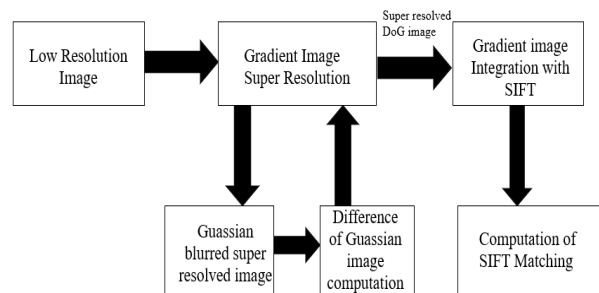 Low Resolution
Image
Gradient Image
Super Resolution
Super resolved
DoG image
Gradient image
Integration with
SIFT
Guassian
blurred super
resolved image
Difference
of Guassian
image
computation
Computation of
SIFT Matching